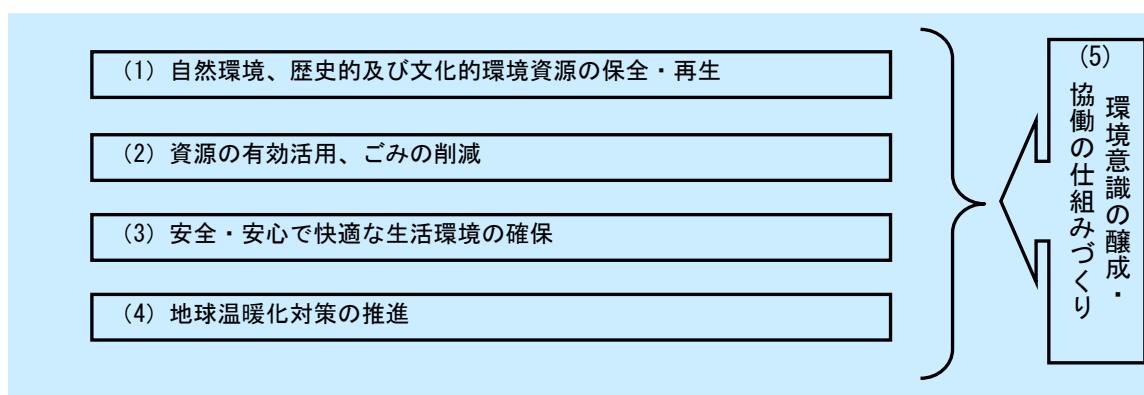 (1) 自然環境、歴史的及び文化的環境資源の保全・再生
(2) 資源の有効活用、ごみの削減
(3) 安全・安心で快適な生活環境の確保
(4) 地球温暖化対策の推進
(5)
環境意識の醸成・
協働の仕組みづくり